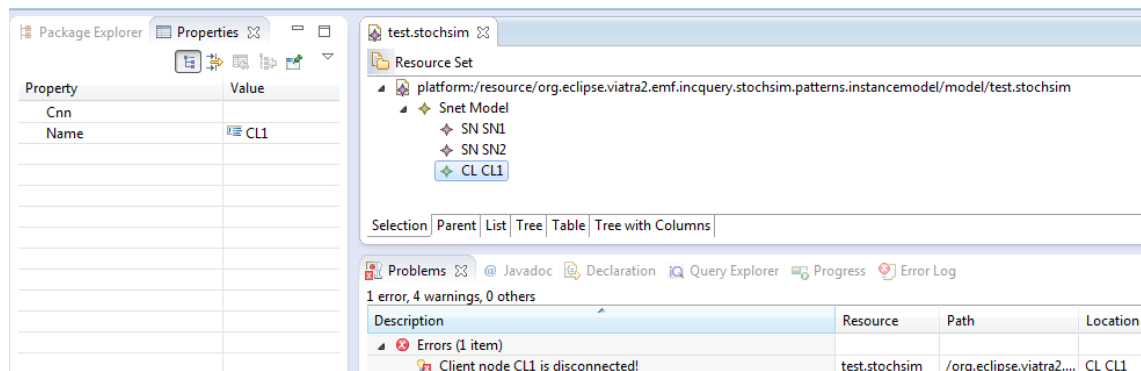 Package Explorer Properties
Property Value
Cnn
Name CL1
test.stochsim
Resource Set
platform:/resource/org.eclipse.viatra2.emf.incquery.stochsim.patterns.instancemodel/model/test.stochsim
Snet Model
SN SN1
SN SN2
CL CL1
Selection Parent List Tree Table Tree with Columns
Problems @ Javadoc Declaration Query Explorer Progress Error Log
1 error, 4 warnings, 0 others
Description Resource Path Location
Errors (1 item)
Client node CL1 is disconnected! test.stochsim /org.eclipse.viatra2.... CL CL1